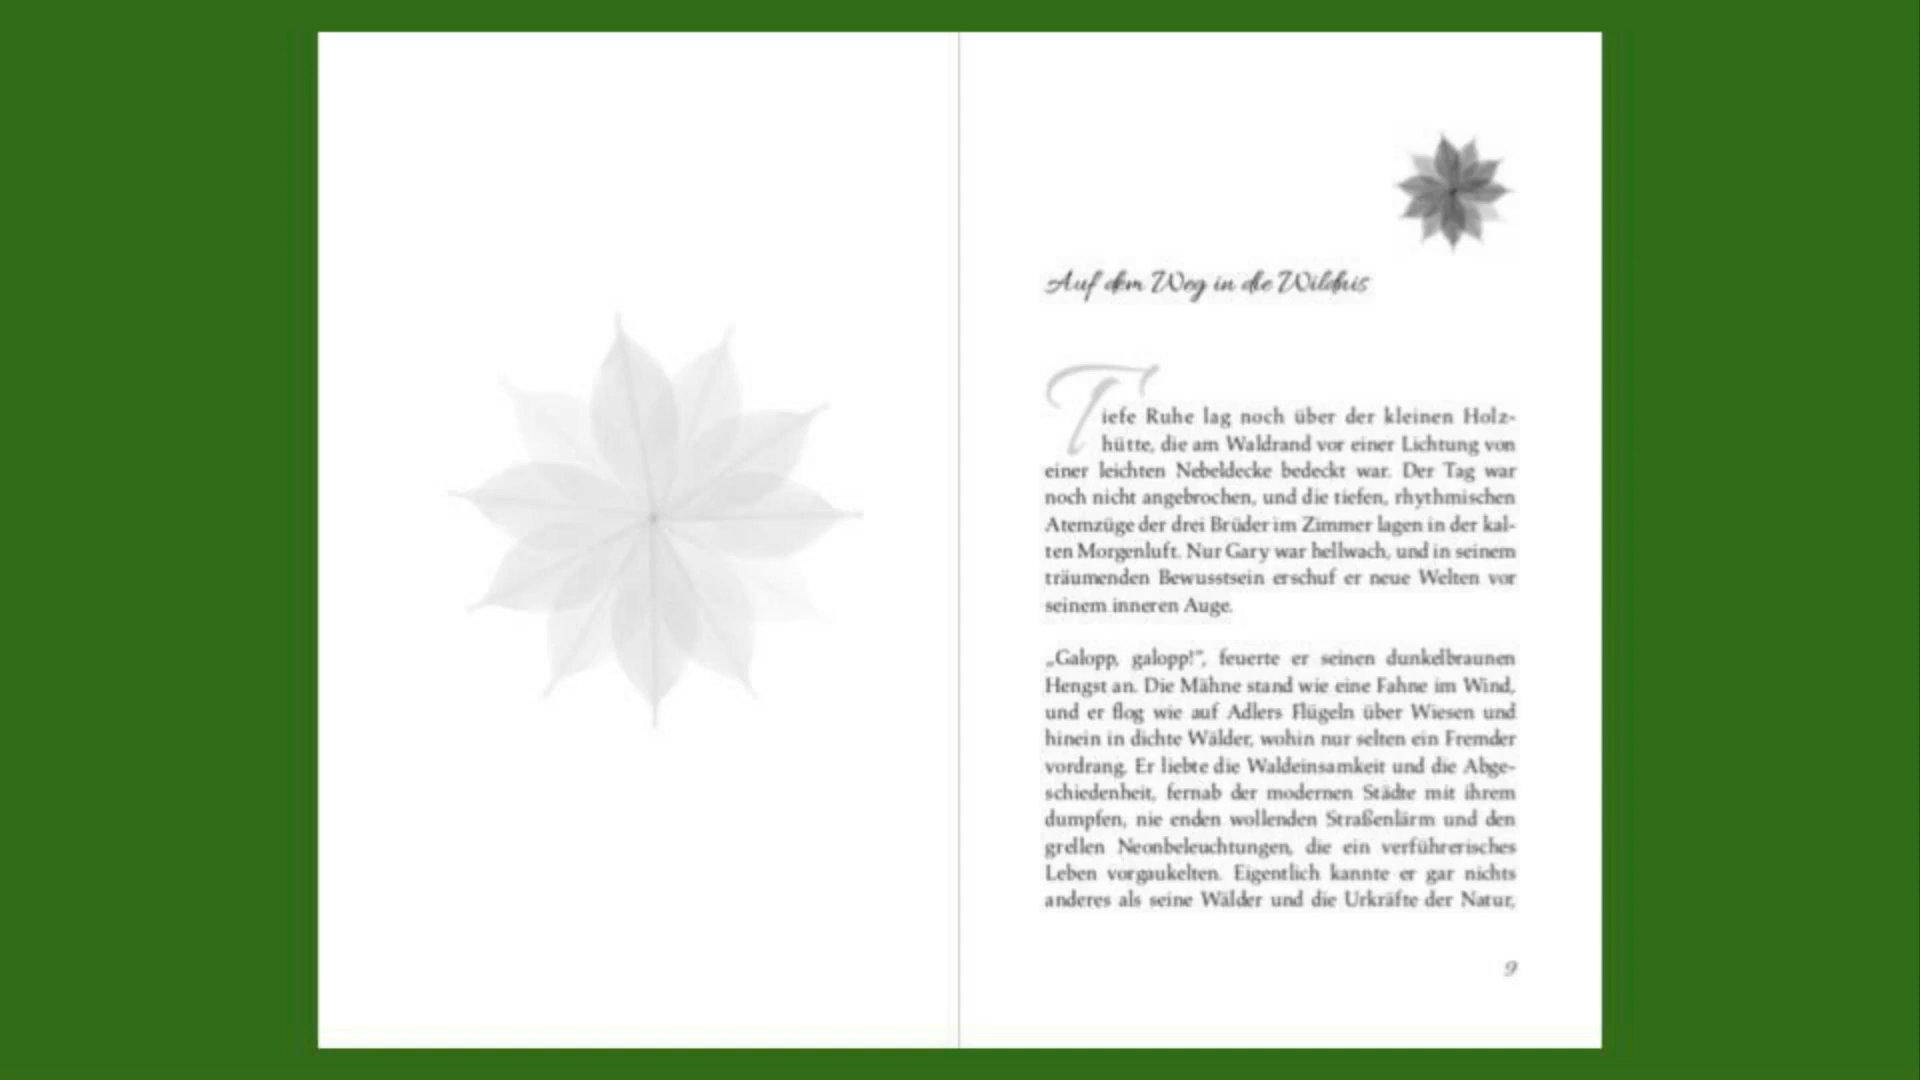 Auf dem Weg in die Wildnis
Tiefe Ruhe lag noch über der kleinen Holz-
hütte, die am Waldrand vor einer Lichtung von
einer leichten Nebeldecke bedeckt war. Der Tag war
noch nicht angebrochen, und die tiefen, rhythmischen
Atemzüge der drei Brüder im Zimmer lagen in der kal-
ten Morgenluft. Nur Gary war hellwach, und in seinem
träumenden Bewusstsein erschuf er neue Welten vor
seinem inneren Auge.
„Galopp, galopp!“, feuerte er seinen dunkelbraunen
Hengst an. Die Mähne stand wie eine Fahne im Wind,
und er flog wie auf Adlers Flügeln über Wiesen und
hinein in dichte Wälder, wohin nur selten ein Fremder
vordrang. Er liebte die Waldeinsamkeit und die Abge-
schiedenheit, fernab der modernen Städte mit ihrem
dumpfen, nie enden wollenden Straßenlärm und den
grellen Neonbeleuchtungen, die ein verführerisches
Leben vorgaukelten. Eigentlich kannte er gar nichts
anderes als seine Wälder und die Urkräfte der Natur,
9